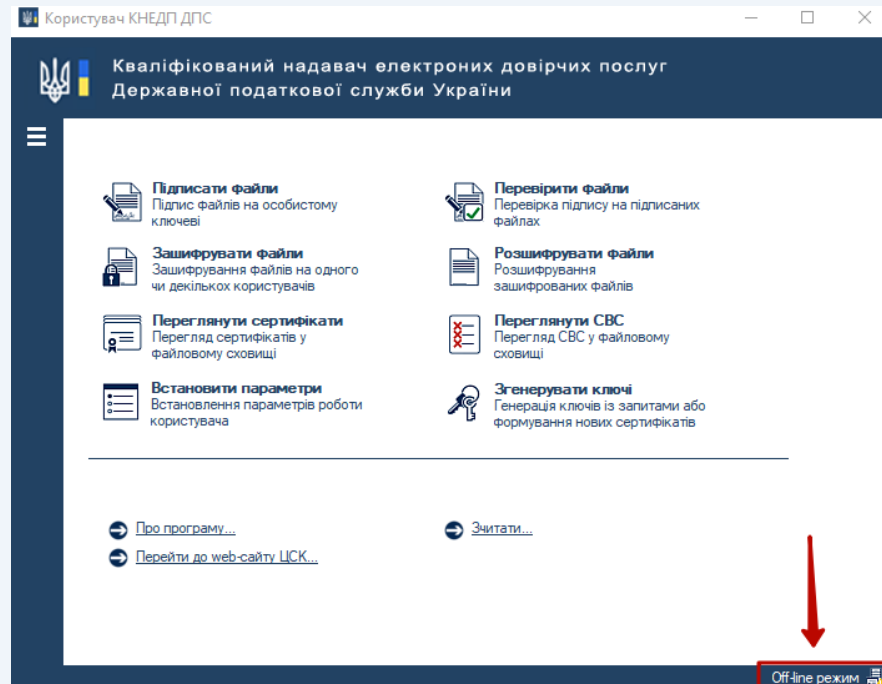 Користувач КНЕДП ДПС
Кваліфікований надавач електроних довірчих послуг
Державної податкової служби України
Підписати файли
Підпис файлів на особистому
ключеві
Перевірити файли
Перевірка підпису на підписаних
файлах
Зашифрувати файли
Зашифрування файлів на одного
чи декількох користувачів
Розшифрувати файли
Розшифрування
зашифрованих файлів
Переглянути сертифікати
Перегляд сертифікатів у
файловому сховищі
Переглянути СВС
Перегляд СВС у файловому
сховищі
Встановити параметри
Встановлення параметрів роботи
користувача
Згенерувати ключі
Генерація ключів із запитами або
формування нових сертифікатів
Про програму...
Зчитати...
Перейти до web-сайту ЦСК...
Off-line режим